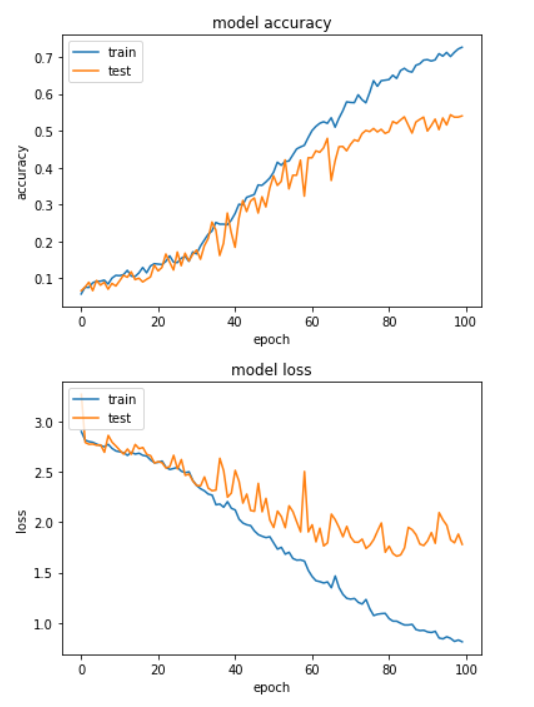 model accuracy
train
test
0.7
0.6
0.5
0.4
0.3
0.2
0.1
accuracy
0 20 40 60 80 100
epoch
model loss
train
test
3.0
2.5
2.0
1.5
1.0
loss
0 20 40 60 80 100
epoch